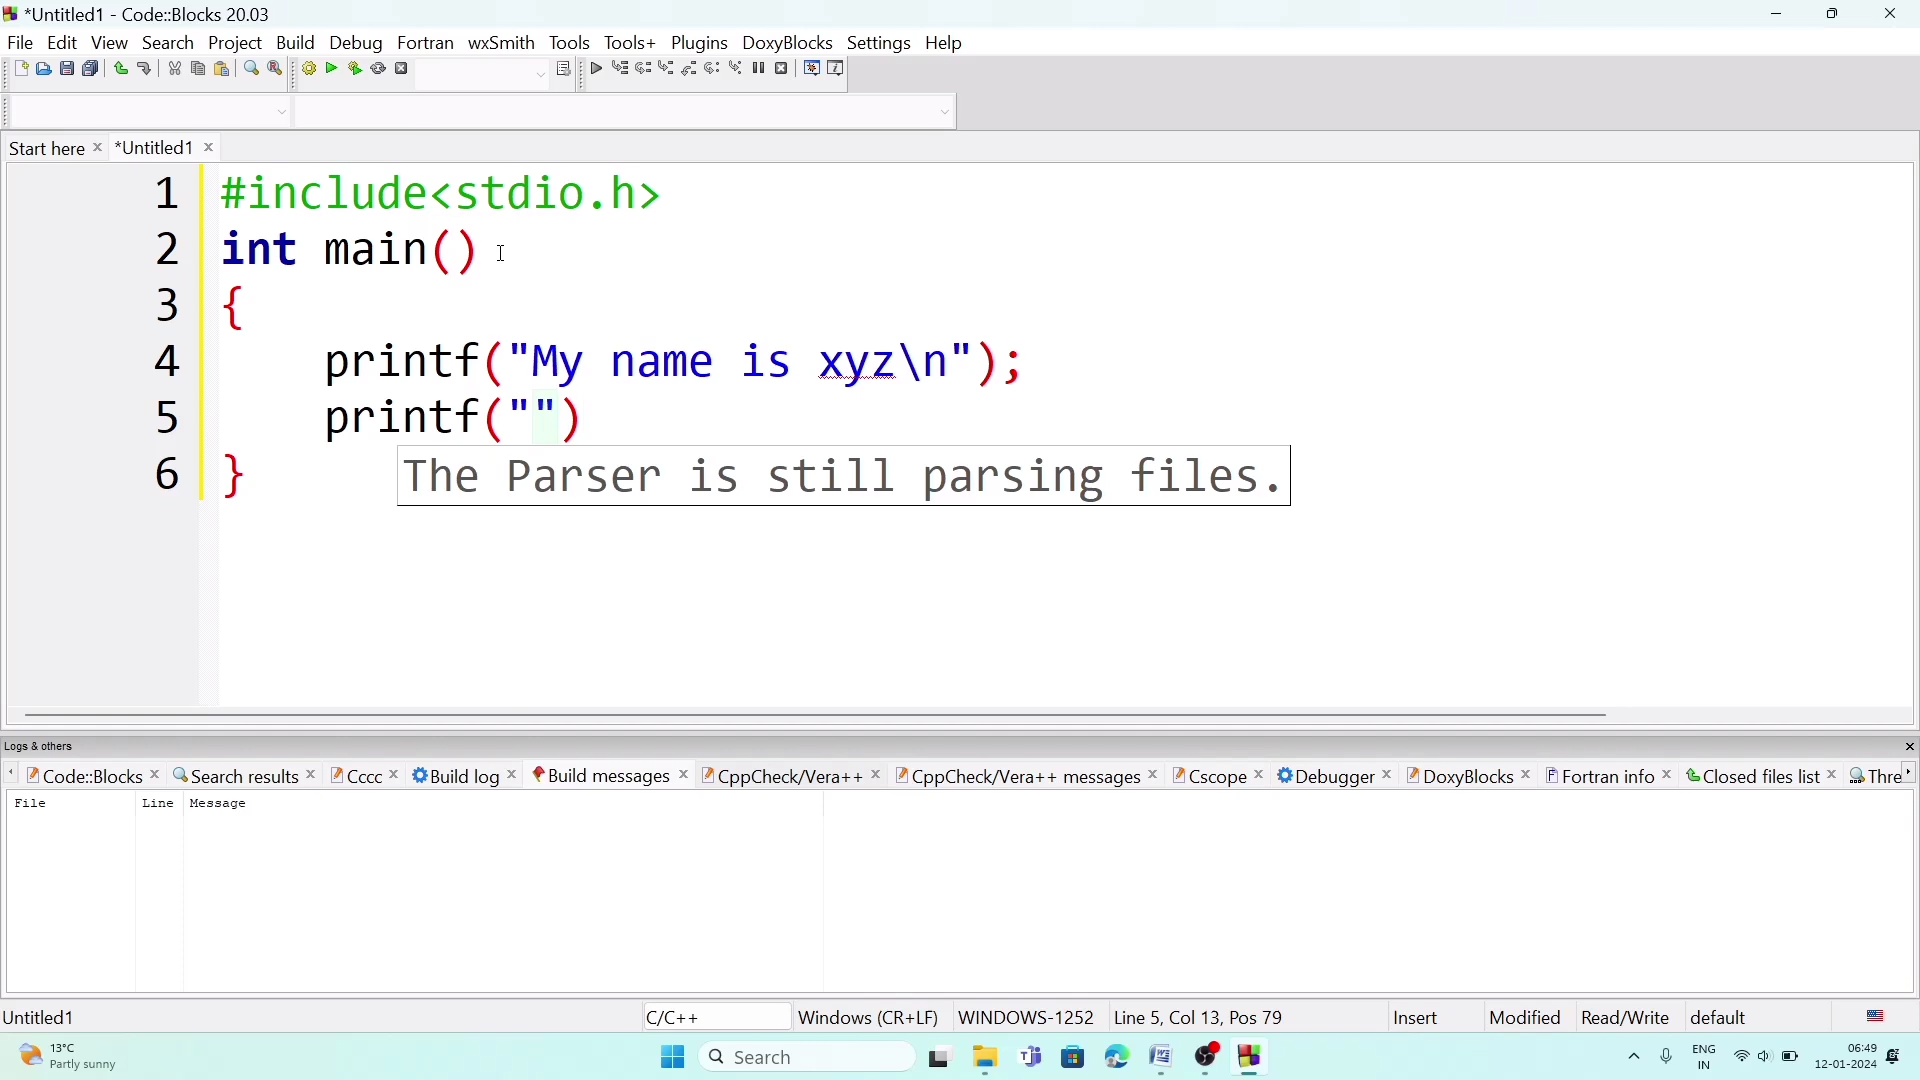 *Untitled1 - Code::Blocks 20.03
File Edit View Search Project Build Debug Fortran wxSmith Tools Tools+ Plugins DoxyBlocks Settings Help
Start here *Untitled1
1 #include<stdio.h>
2 int main()
3 {
4 printf("My name is xyz\n");
5 printf("")
The Parser is still parsing files.
6 }
Logs & others
Code::Blocks Search results Cccc Build log Build messages CppCheck/Vera++ CppCheck/Vera++ messages Cscope Debugger DoxyBlocks Fortran info Closed files list Thre
File Line Message
Untitled1 C/C++ Windows (CR+LF) WINDOWS-1252 Line 5, Col 13, Pos 79 Insert Modified Read/Write default
13°C
Partly sunny
Search
ENG
IN
06:49
12-01-2024